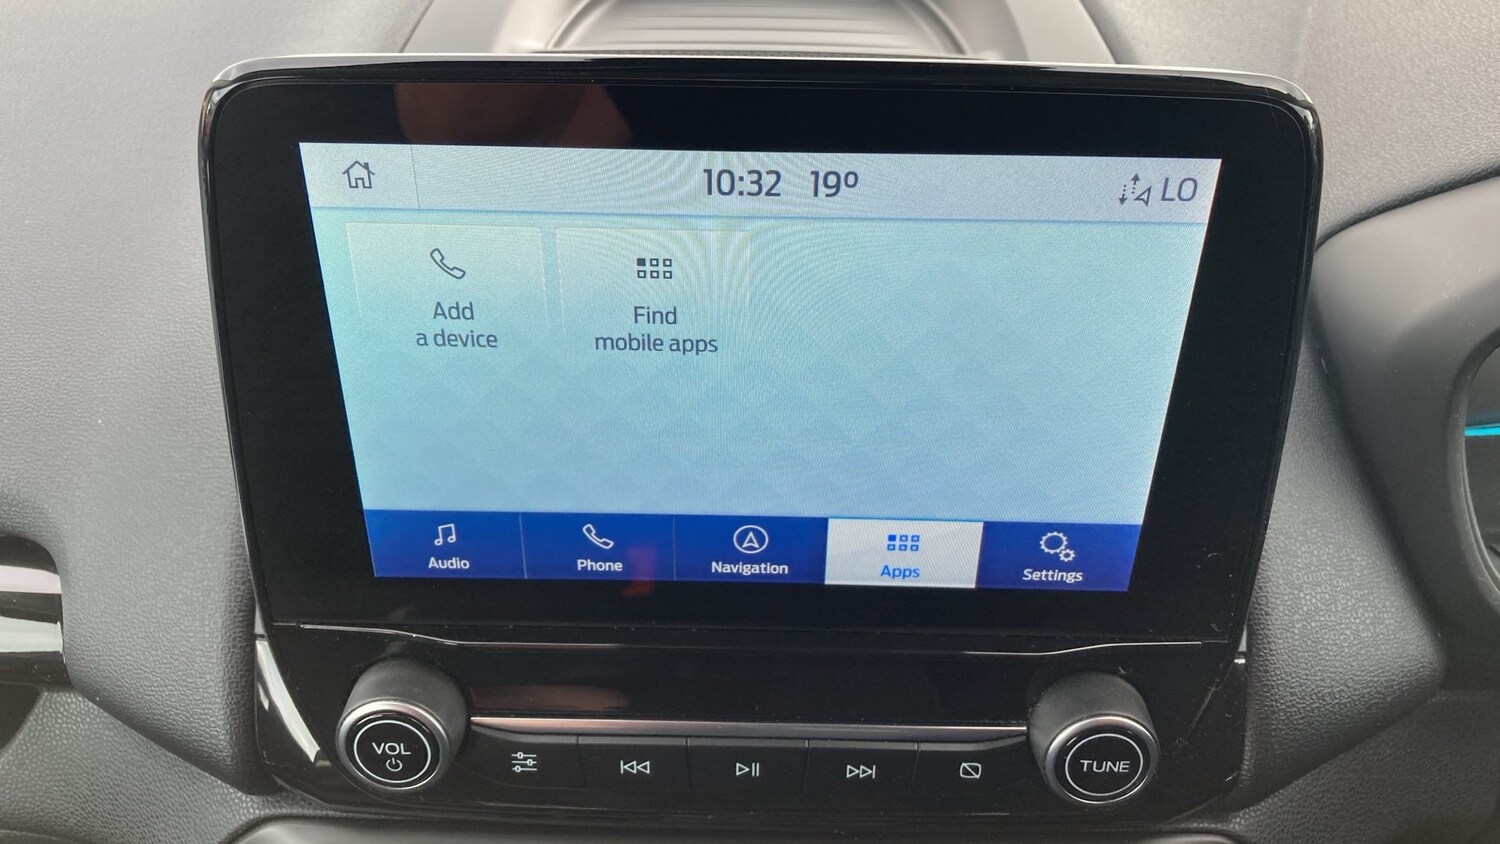 10:32 19º
LO
Add
a device
Find
mobile apps
Audio
Phone
Navigation
Apps
Settings
VOL
TUNE